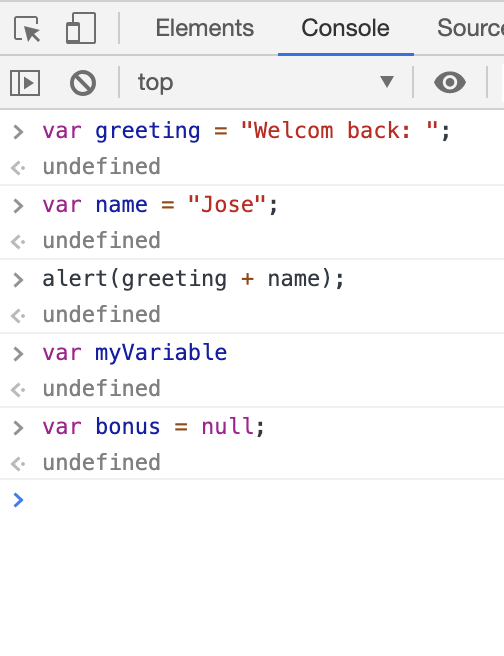 Elements Console Sourc
top
var greeting = "Welcom back: ";
undefined
var name = "Jose";
undefined
alert(greeting + name);
undefined
var myVariable
undefined
var bonus = null;
undefined